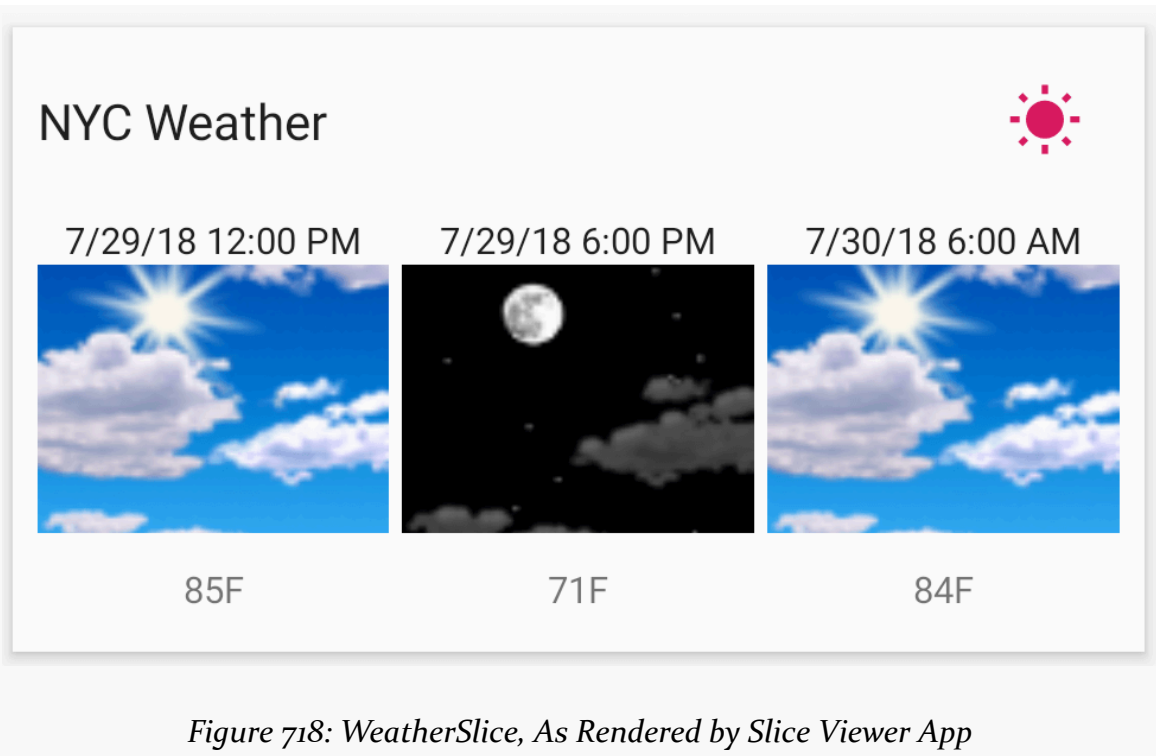 NYC Weather
7/29/18 12:00 PM 7/29/18 6:00 PM 7/30/18 6:00 AM
85F 71F 84F
Figure 718: WeatherSlice, As Rendered by Slice Viewer App